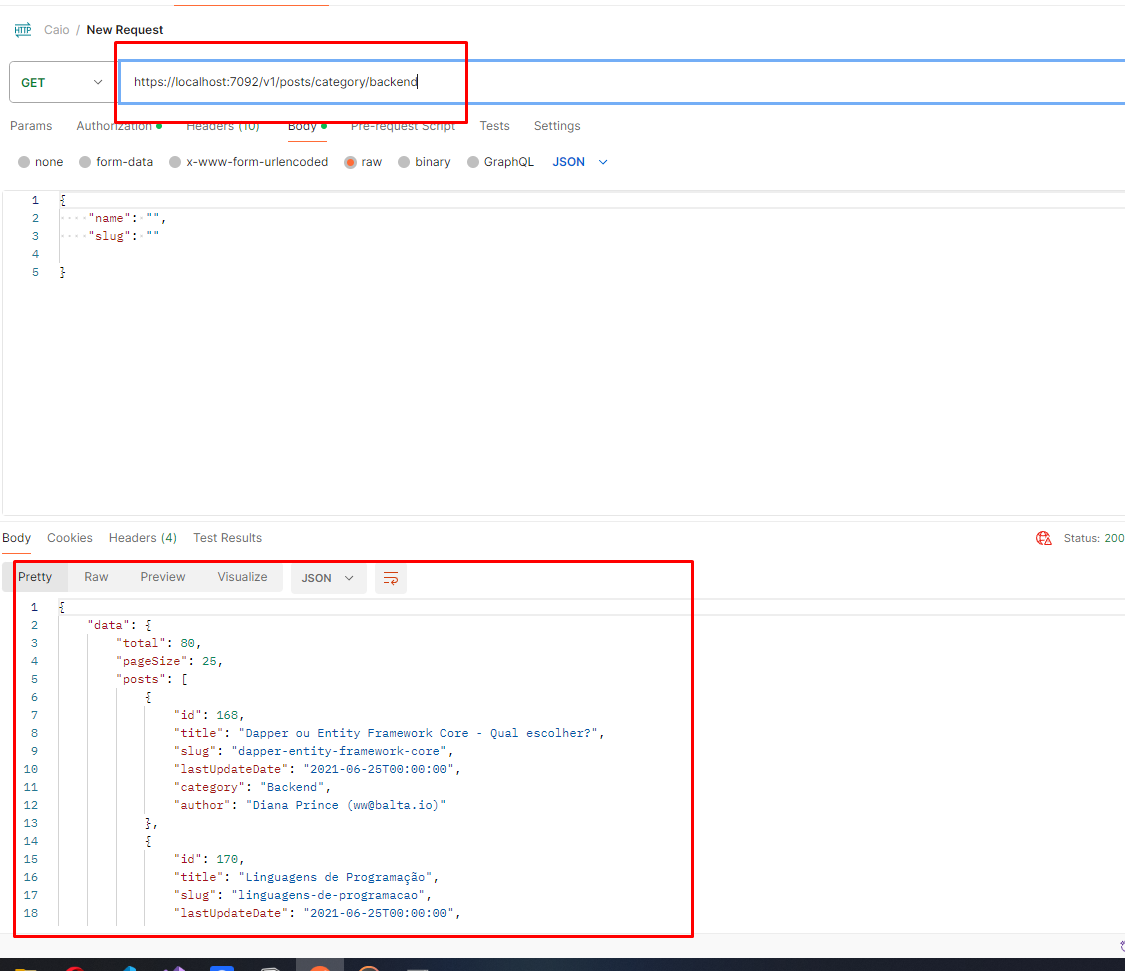 HTTP Caio / New Request
GET https://localhost:7092/v1/posts/category/backend
Params Authorization Headers (10) Body Pre-request Script Tests Settings
none form-data x-www-form-urlencoded raw binary GraphQL JSON
1 {
2 "name": "",
3 "slug": ""
4
5 }
Body Cookies Headers (4) Test Results Status: 200
Pretty Raw Preview Visualize JSON
1 {
2 "data": {
3 "total": 80,
4 "pageSize": 25,
5 "posts": [
6 {
7 "id": 168,
8 "title": "Dapper ou Entity Framework Core - Qual escolher?",
9 "slug": "dapper-entity-framework-core",
10 "lastUpdateDate": "2021-06-25T00:00:00",
11 "category": "Backend",
12 "author": "Diana Prince (ww@balta.io)"
13 },
14 {
15 "id": 170,
16 "title": "Linguagens de Programação",
17 "slug": "linguagens-de-programacao",
18 "lastUpdateDate": "2021-06-25T00:00:00",